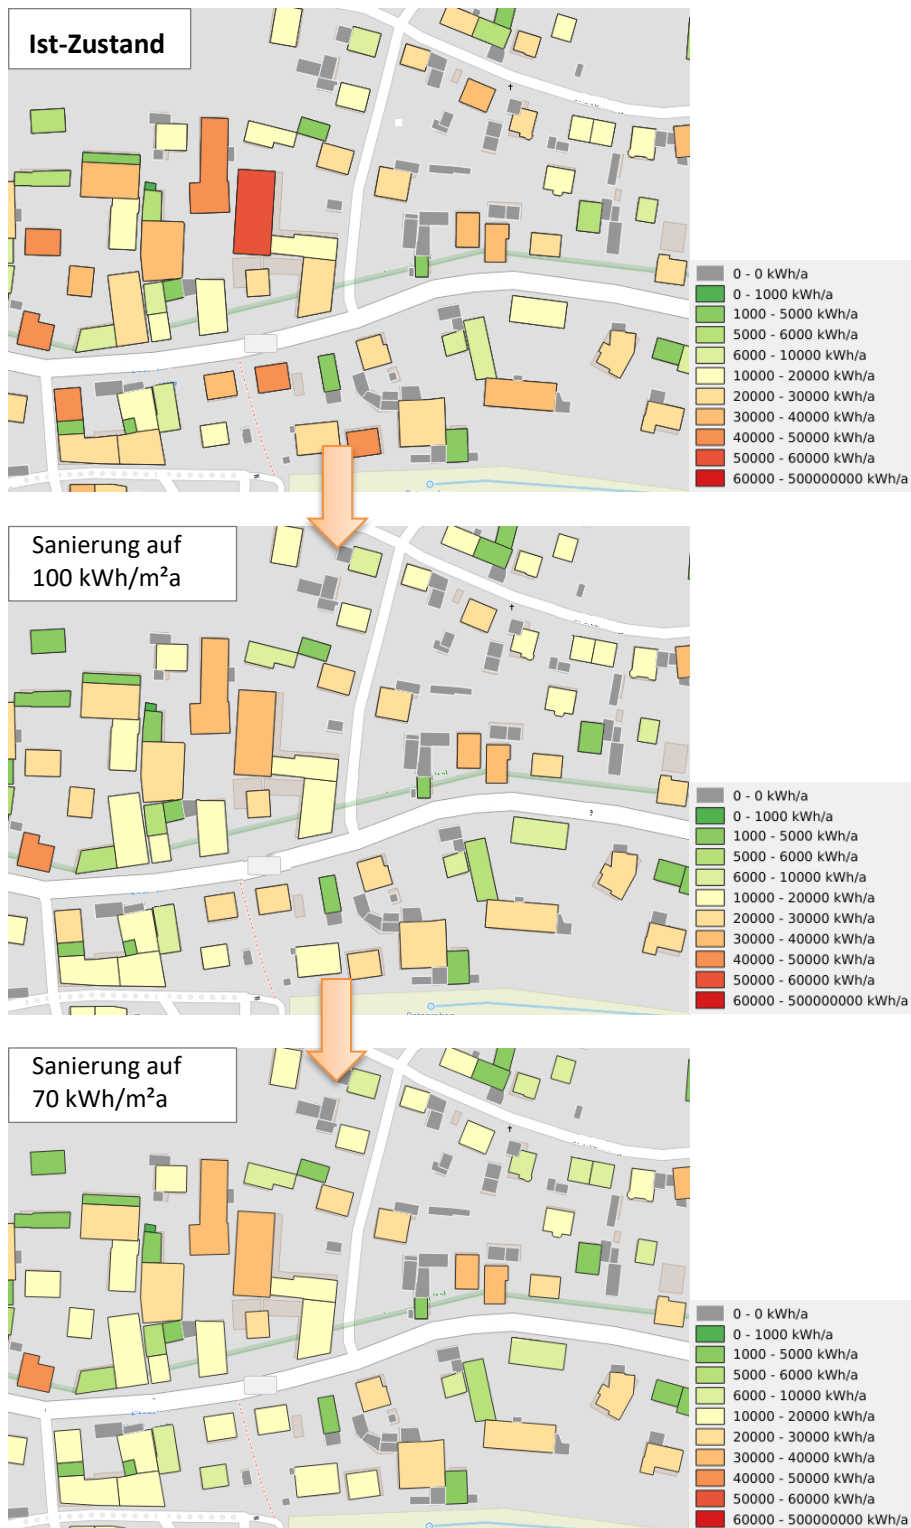 Ist-Zustand
0 - 0 kWh/a
0 - 1000 kWh/a
1000 - 5000 kWh/a
5000 - 6000 kWh/a
6000 - 10000 kWh/a
10000 - 20000 kWh/a
20000 - 30000 kWh/a
30000 - 40000 kWh/a
40000 - 50000 kWh/a
50000 - 60000 kWh/a
60000 - 500000000 kWh/a
Sanierung auf
100 kWh/m²a
0 - 0 kWh/a
0 - 1000 kWh/a
1000 - 5000 kWh/a
5000 - 6000 kWh/a
6000 - 10000 kWh/a
10000 - 20000 kWh/a
20000 - 30000 kWh/a
30000 - 40000 kWh/a
40000 - 50000 kWh/a
50000 - 60000 kWh/a
60000 - 500000000 kWh/a
Sanierung auf
70 kWh/m²a
0 - 0 kWh/a
0 - 1000 kWh/a
1000 - 5000 kWh/a
5000 - 6000 kWh/a
6000 - 10000 kWh/a
10000 - 20000 kWh/a
20000 - 30000 kWh/a
30000 - 40000 kWh/a
40000 - 50000 kWh/a
50000 - 60000 kWh/a
60000 - 500000000 kWh/a